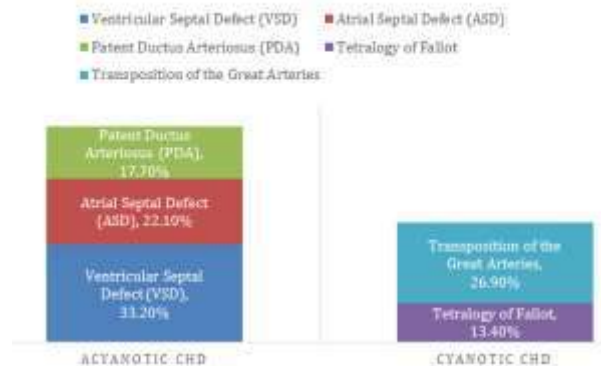 Ventricular Septal Defect (VSD) Atrial Septal Defect (ASD)
Patent Ductus Arteriosus (PDA) Tetralogy of Fallot
Transposition of the Great Arteries
Patent Ductus
Arteriosus (PDA),
17.70%
Atrial Septal Defect
(ASD), 22.10%
Ventricular Septal
Defect (VSD),
33.20%
Transposition of the
Great Arteries,
26.90%
Tetralogy of Fallot,
13.40%
ACYANOTIC CHD CYANOTIC CHD